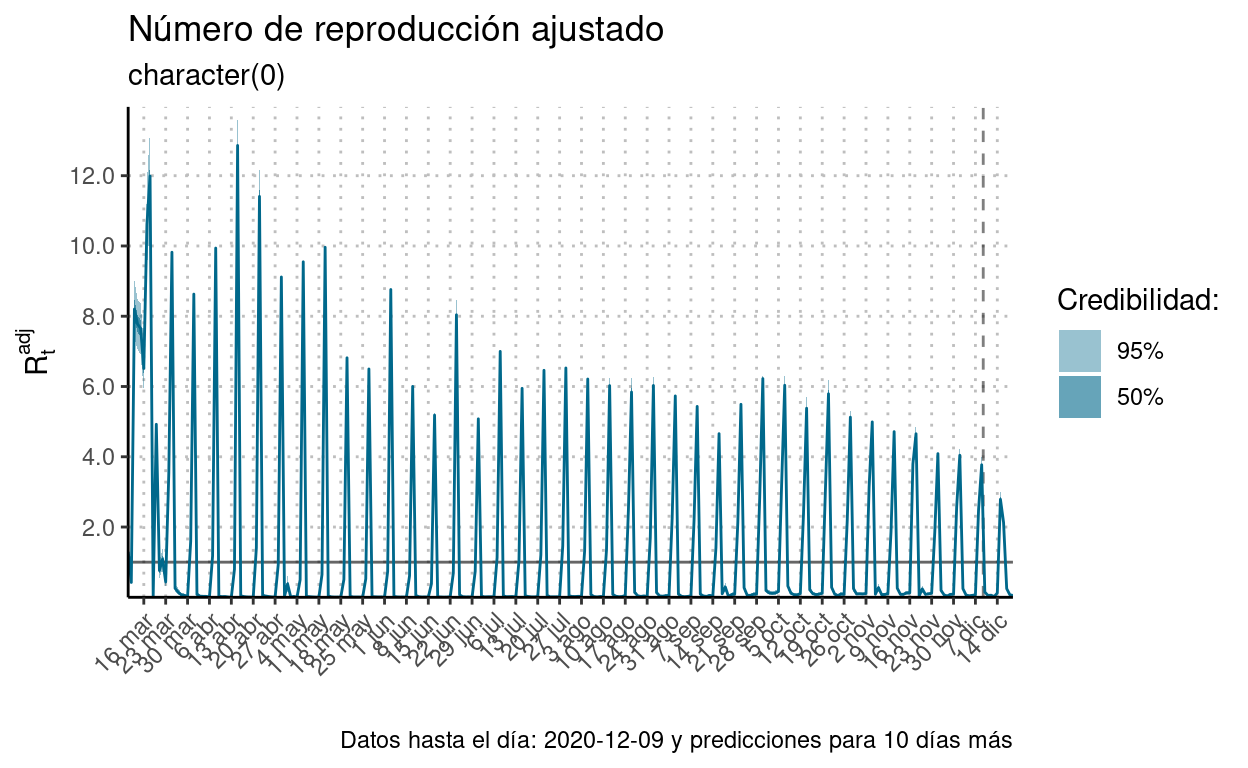 Número de reproducción ajustado
character(0)
R_t^adj
12.0
10.0
8.0
6.0
4.0
2.0
16 mar
23 mar
30 mar
6 abr
13 abr
20 abr
27 abr
4 may
11 may
18 may
25 may
1 jun
8 jun
15 jun
22 jun
29 jun
6 jul
13 jul
20 jul
27 jul
3 ago
10 ago
17 ago
24 ago
31 ago
7 sep
14 sep
21 sep
28 sep
5 oct
12 oct
19 oct
26 oct
2 nov
9 nov
16 nov
23 nov
30 nov
7 dic
14 dic
Credibilidad:
95%
50%
Datos hasta el día: 2020-12-09 y predicciones para 10 días más